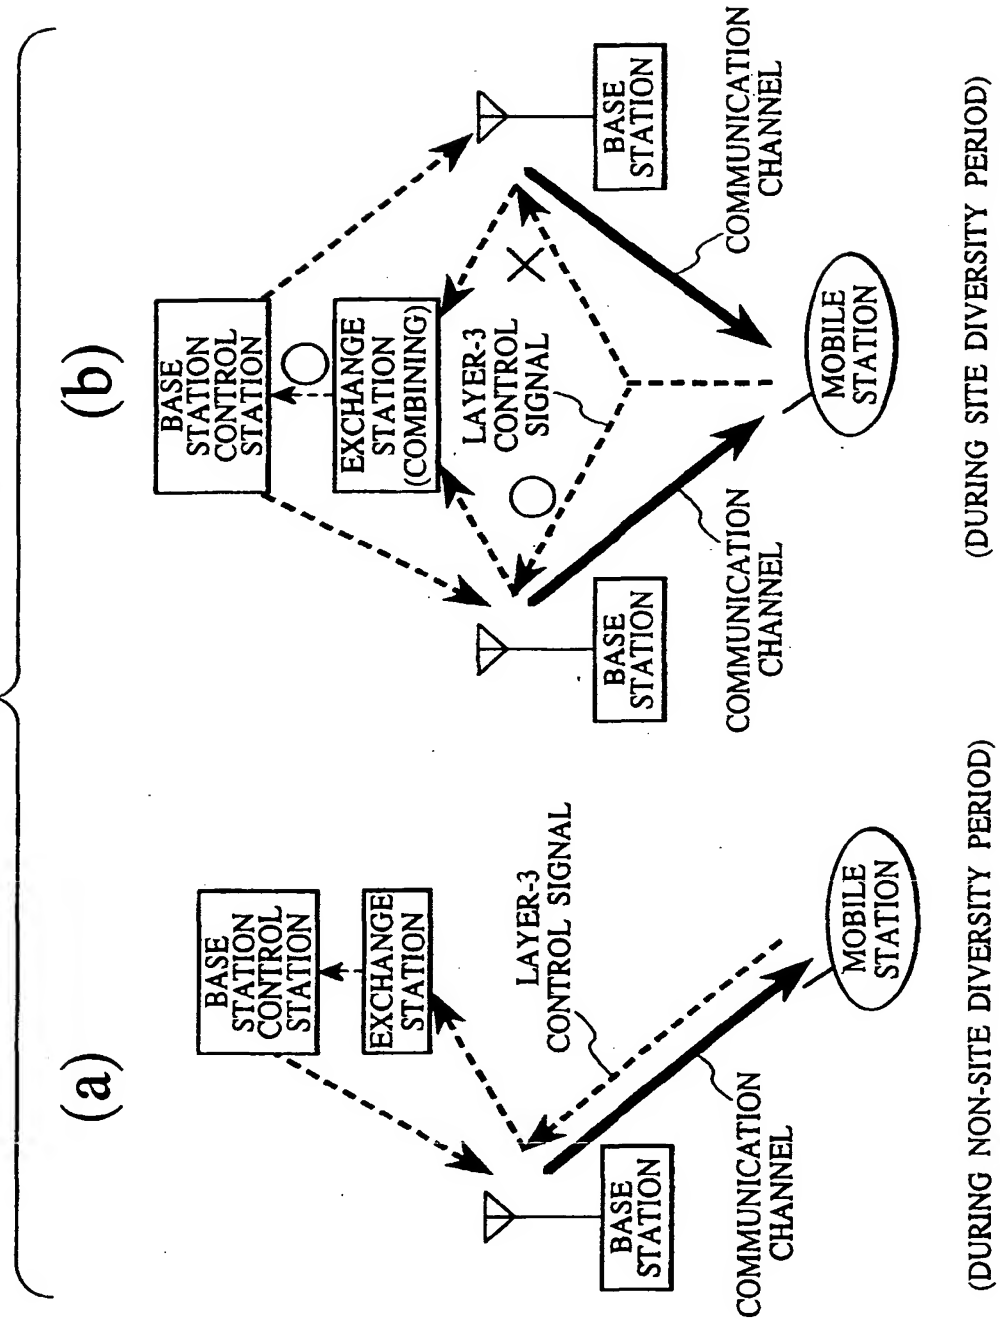 (a)
BASE
STATION
CONTROL
STATION
EXCHANGE
STATION
LAYER-3
CONTROL SIGNAL
BASE
STATION
COMMUNICATION
CHANNEL
MOBILE
STATION
(DURING NON-SITE DIVERSITY PERIOD)
(b)
BASE
STATION
CONTROL
STATION
EXCHANGE
STATION
(COMBINING)
LAYER-3
CONTROL
SIGNAL
BASE
STATION
BASE
STATION
COMMUNICATION
CHANNEL
COMMUNICATION
CHANNEL
MOBILE
STATION
(DURING SITE DIVERSITY PERIOD)